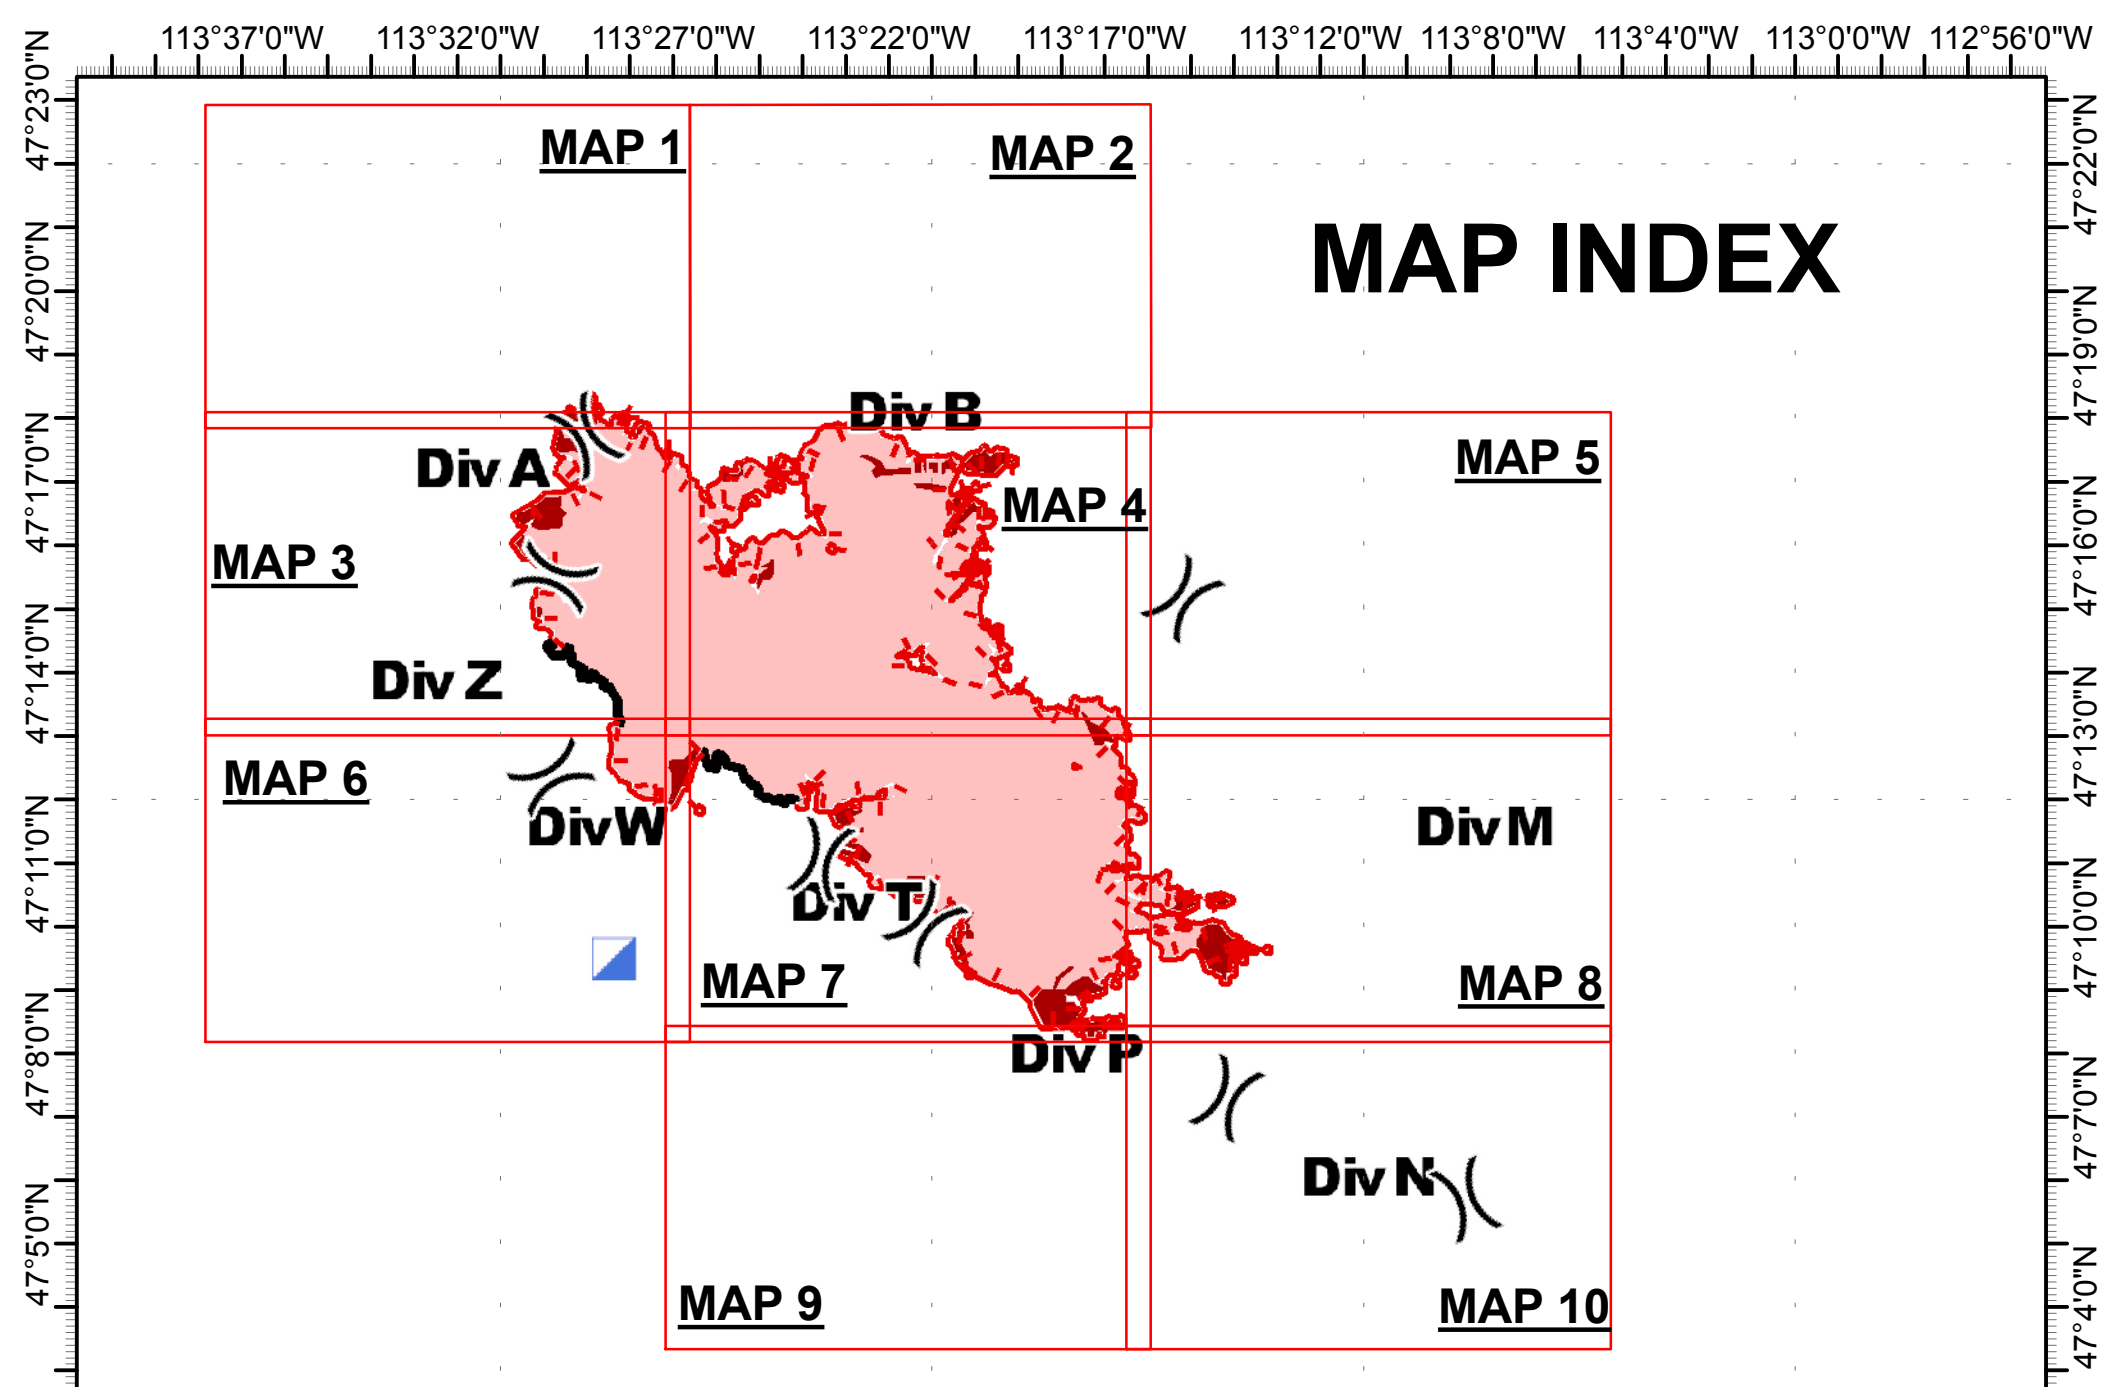 113°37'0"W 113°32'0"W 113°27'0"W 113°22'0"W 113°17'0"W 113°12'0"W 113°8'0"W 113°4'0"W 113°0'0"W 112°56'0"W
47°23'0"N
47°20'0"N
47°17'0"N
47°14'0"N
47°11'0"N
47°8'0"N
47°5'0"N
MAP 1
MAP 2
MAP INDEX
Div B
Div A
MAP 5
MAP 4
MAP 3
Div Z
MAP 6
Div W
Div M
Div T
MAP 7
MAP 8
Div P
Div N
MAP 9
MAP 10
47°22'0"N
47°19'0"N
47°16'0"N
47°13'0"N
47°10'0"N
47°7'0"N
47°4'0"N